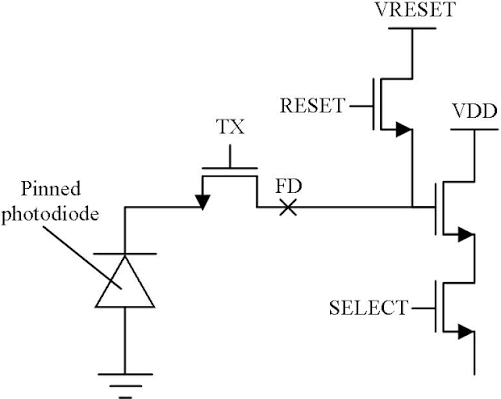 VRESET
RESET
VDD
TX
FD
Pinned
photodiode
SELECT